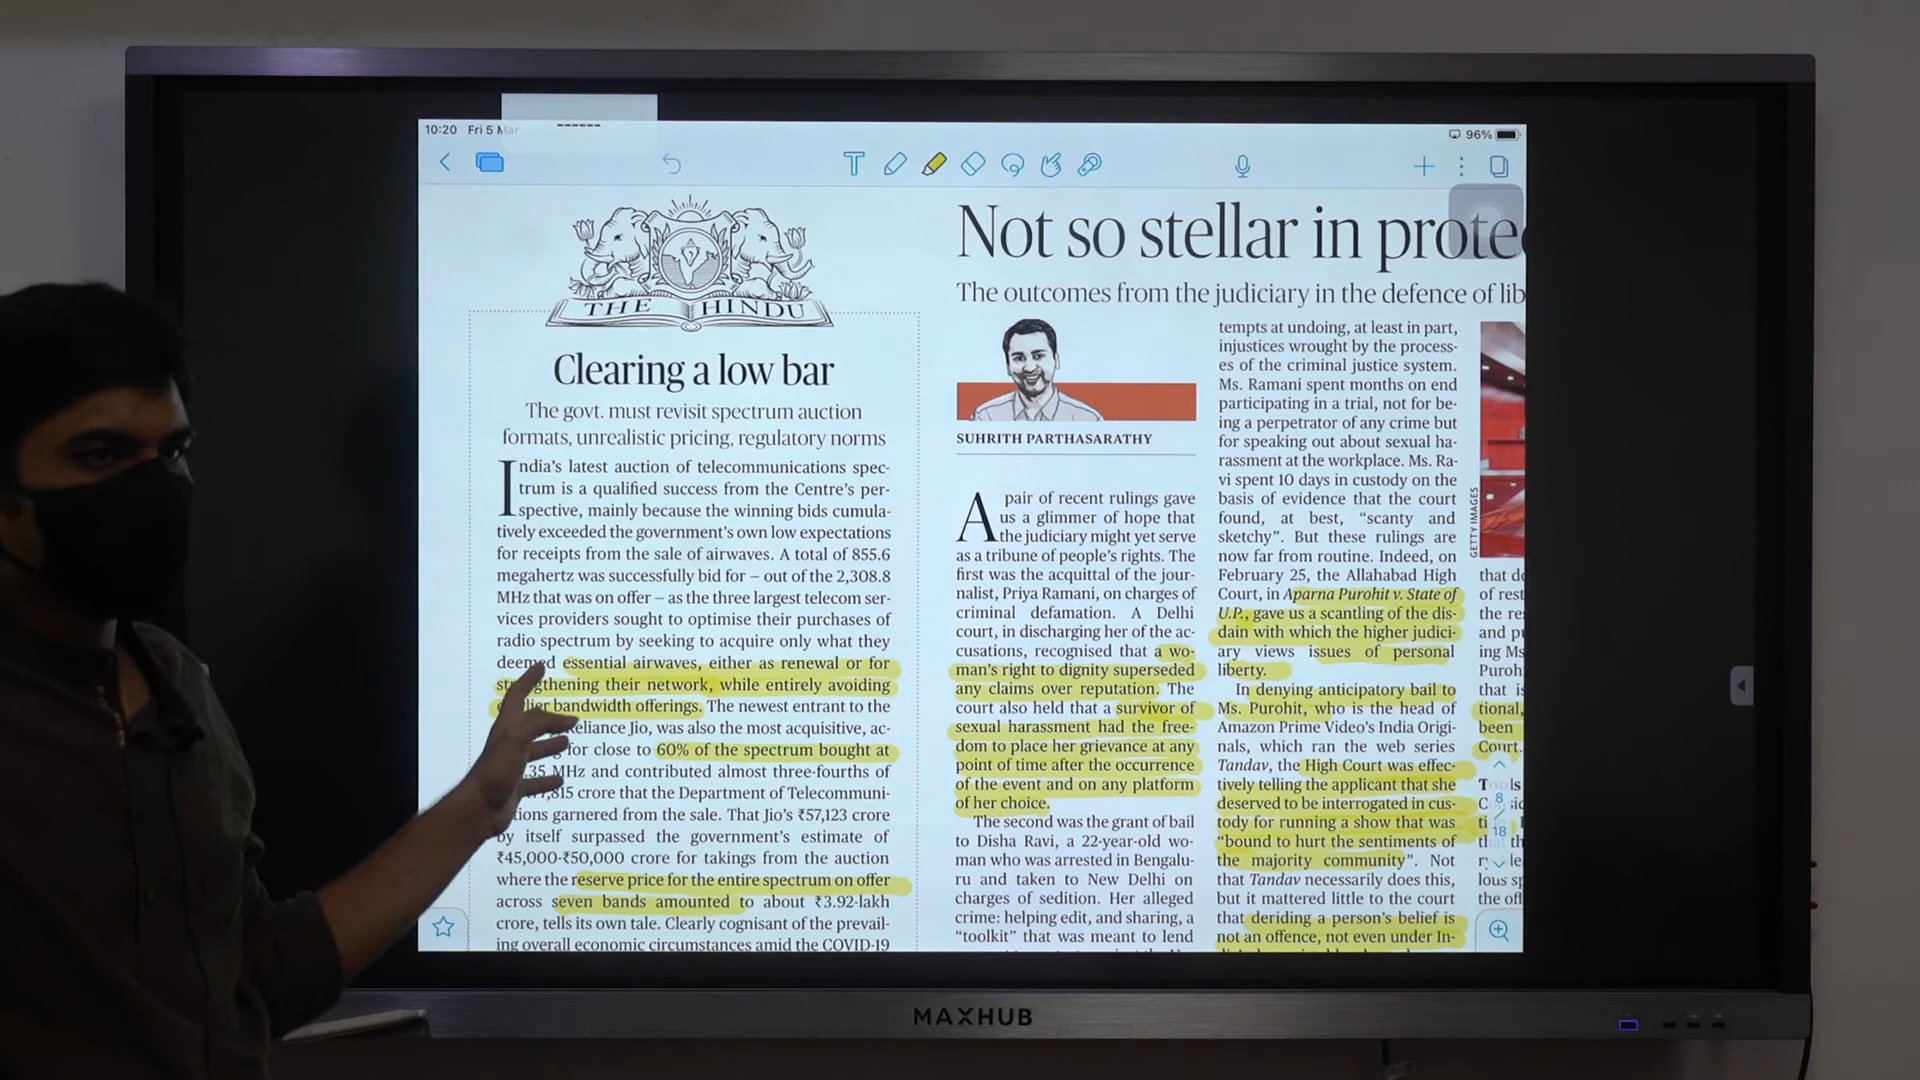 10:20 Fri 5 Mar
96%
THE HINDU
Clearing a low bar
The govt. must revisit spectrum auction
formats, unrealistic pricing, regulatory norms
India's latest auction of telecommunications spec-
trum is a qualified success from the Centre's per-
spective, mainly because the winning bids cumula-
tively exceeded the government's own low expectations
for receipts from the sale of airwaves. A total of 855.6
megahertz was successfully bid for – out of the 2,308.8
MHz that was on offer – as the three largest telecom ser-
vices providers sought to optimise their purchases of
radio spectrum by seeking to acquire only what they
deemed essential airwaves, either as renewal or for
strengthening their network, while entirely avoiding
bandwidth offerings. The newest entrant to the
Reliance Jio, was also the most acquisitive, ac-
for close to 60% of the spectrum bought at
MHz and contributed almost three-fourths of
crore that the Department of Telecommuni-
tions garnered from the sale. That Jio's ₹57,123 crore
by itself surpassed the government's estimate of
₹45,000-₹50,000 crore for takings from the auction
where the reserve price for the entire spectrum on offer
across seven bands amounted to about ₹3.92-lakh
crore, tells its own tale. Clearly cognisant of the prevail-
ing overall economic circumstances amid the COVID-19
Not so stellar in prote
The outcomes from the judiciary in the defence of lib
SUHRITH PARTHASARATHY
A pair of recent rulings gave
us a glimmer of hope that
the judiciary might yet serve
as a tribune of people's rights. The
first was the acquittal of the jour-
nalist, Priya Ramani, on charges of
criminal defamation. A Delhi
court, in discharging her of the ac-
cusations, recognised that a wo-
man's right to dignity superseded
any claims over reputation. The
court also held that a survivor of
sexual harassment had the free-
dom to place her grievance at any
point of time after the occurrence
of the event and on any platform
of her choice.
The second was the grant of bail
to Disha Ravi, a 22-year-old wo-
man who was arrested in Bengalu-
ru and taken to New Delhi on
charges of sedition. Her alleged
crime: helping edit, and sharing, a
"toolkit" that was meant to lend
tempts at undoing, at least in part,
injustices wrought by the process-
es of the criminal justice system.
Ms. Ramani spent months on end
participating in a trial, not for be-
ing a perpetrator of any crime but
for speaking out about sexual ha-
rassment at the workplace. Ms. Ra-
vi spent 10 days in custody on the
basis of evidence that the court
found, at best, "scanty and
sketchy". But these rulings are
now far from routine. Indeed, on
February 25, the Allahabad High
Court, in Aparna Purohit v. State of
U.P., gave us a scantling of the dis-
dain with which the higher judici-
ary views issues of personal
liberty.
In denying anticipatory bail to
Ms. Purohit, who is the head of
Amazon Prime Video's India Origi-
nals, which ran the web series
Tandav, the High Court was effec-
tively telling the applicant that she
deserved to be interrogated in cus-
tody for running a show that was
"bound to hurt the sentiments of
the majority community". Not
that Tandav necessarily does this,
but it mattered little to the court
that deriding a person's belief is
not an offence, not even under In-
GETTY IMAGES
of rest
the re
ing Ms
Puroh
that is
tional,
been
Court.
8
18
lous sp
the off
MAXHUB